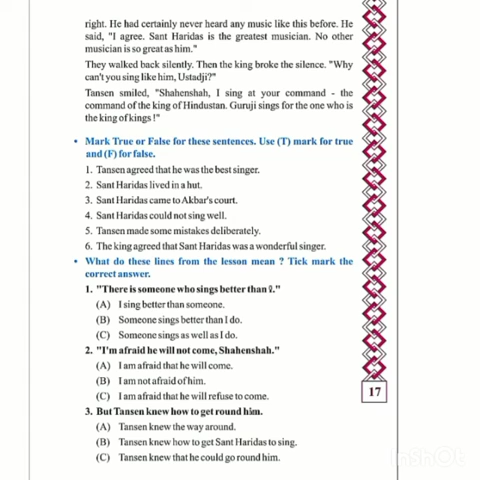 right. He had certainly never heard any music like this before. He
said, "I agree. Sant Haridas is the greatest musician. No other
musician is so great as him."
They walked back silently. Then the king broke the silence. "Why
can't you sing like him, Ustadji?"
Tansen smiled, "Shahenshah, I sing at your command - the
command of the king of Hindustan. Guruji sings for the one who is
the king of kings !"
• Mark True or False for these sentences. Use (T) mark for true
and (F) for false.
1. Tansen agreed that he was the best singer.
2. Sant Haridas lived in a hut.
3. Sant Haridas came to Akbar's court.
4. Sant Haridas could not sing well.
5. Tansen made some mistakes deliberately.
6. The king agreed that Sant Haridas was a wonderful singer.
• What do these lines from the lesson mean ? Tick mark the
correct answer.
1. "There is someone who sings better than I."
(A) I sing better than someone.
(B) Someone sings better than I do.
(C) Someone sings as well as I do.
2. "I'm afraid he will not come, Shahenshah."
(A) I am afraid that he will come.
(B) I am not afraid of him.
(C) I am afraid that he will refuse to come.
3. But Tansen knew how to get round him.
(A) Tansen knew the way around.
(B) Tansen knew how to get Sant Haridas to sing.
(C) Tansen knew that he could go round him.
17
InShot